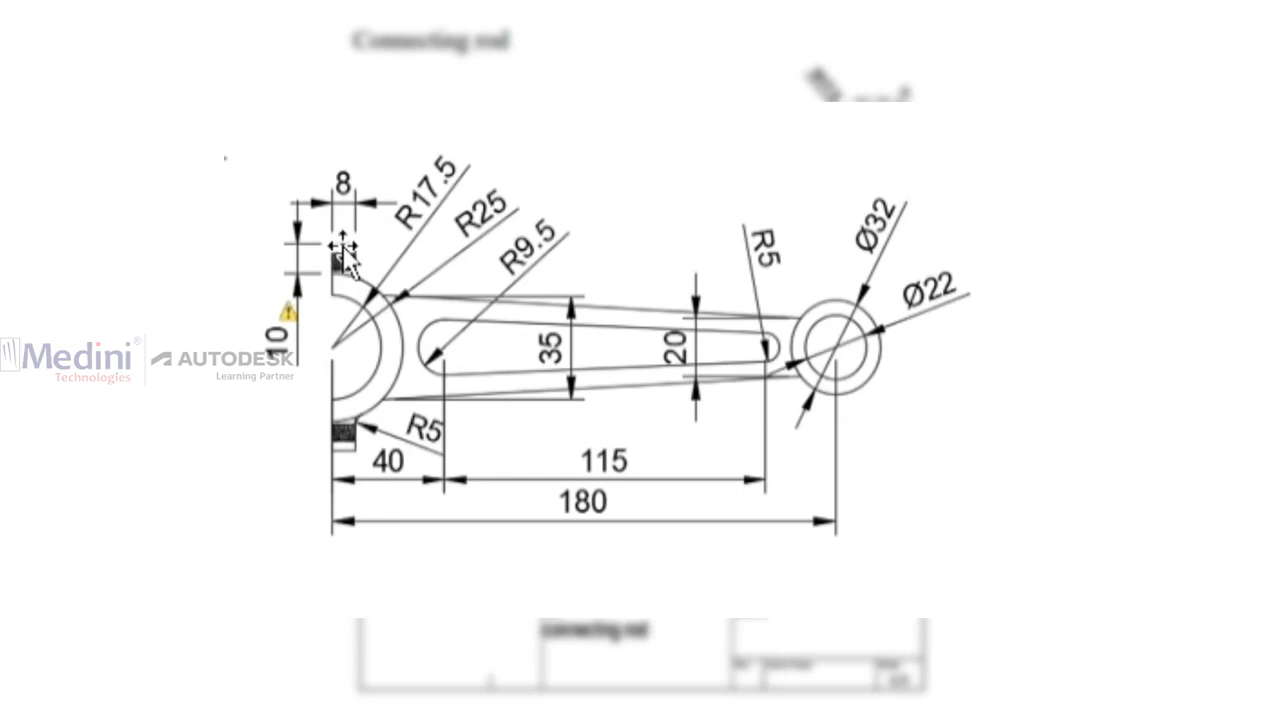 Connecting rod
8
R17.5
R25
R9.5
R5
Ø32
Ø22
10
35
20
Medini
Technologies
AUTODESK
Learning Partner
R5
40
115
180
connecting rod